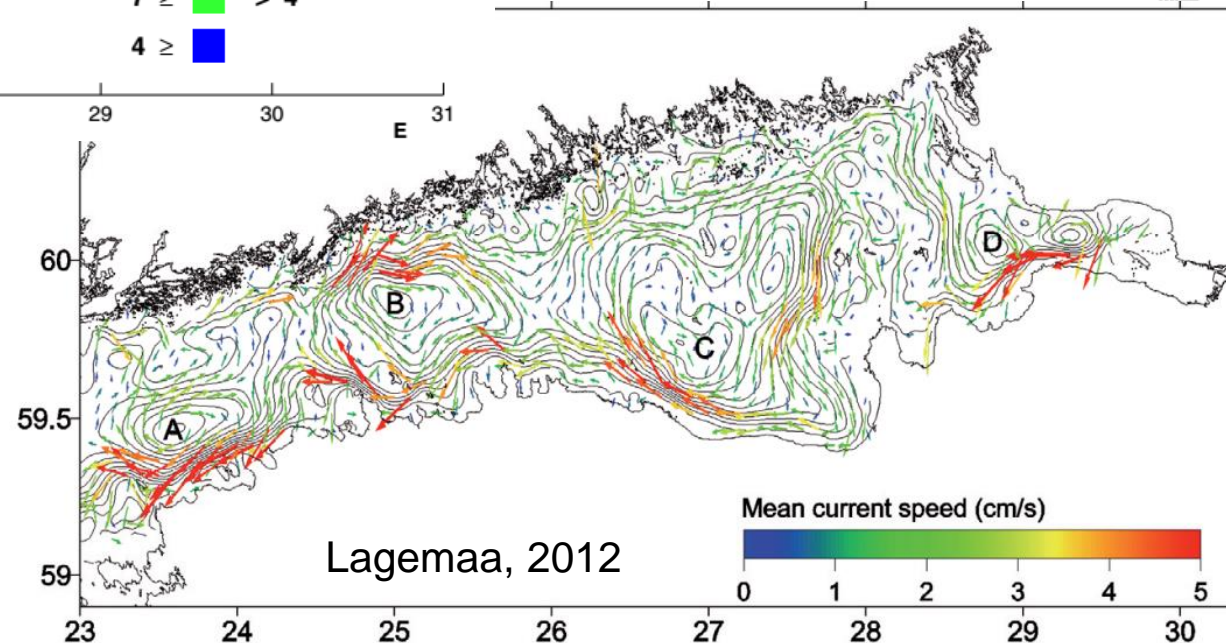 4 ≥
29 30 31
E
60
B
D
C
59.5
A
Mean current speed (cm/s)
Lagemaa, 2012
59
0 1 2 3 4 5
23 24 25 26 27 28 29 30